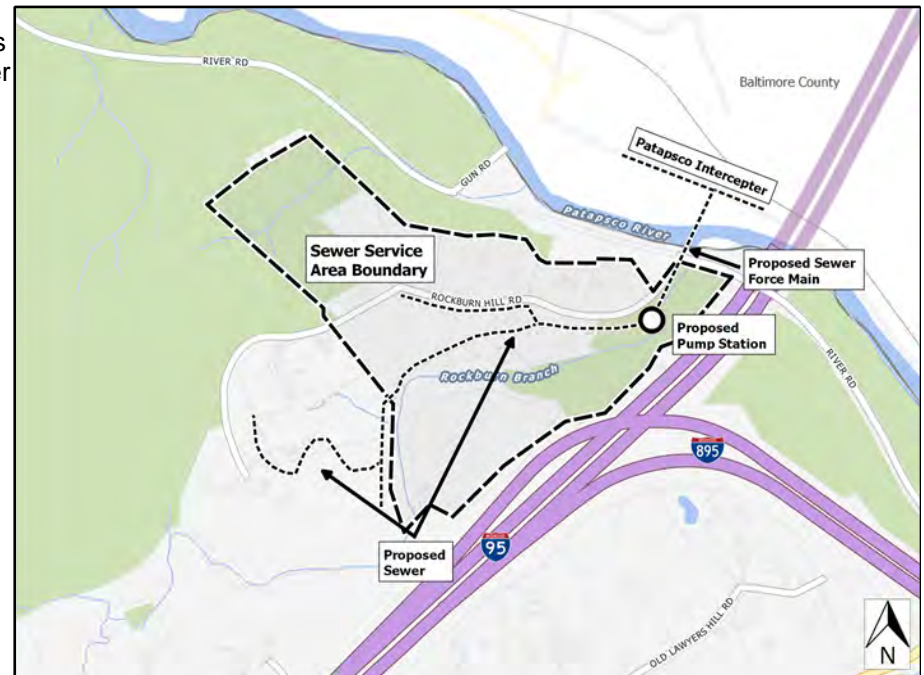 s
er
RIVER RD
Baltimore County
Patapsco Intercepter
GUN RD
Patapsco River
Sewer Service
Area Boundary
Proposed Sewer
Force Main
ROCKBURN HILL RD
Proposed
Pump Station
RIVER RD
Rockburn Branch
895
95
Proposed
Sewer
OLD LAWYERS HILL RD
N